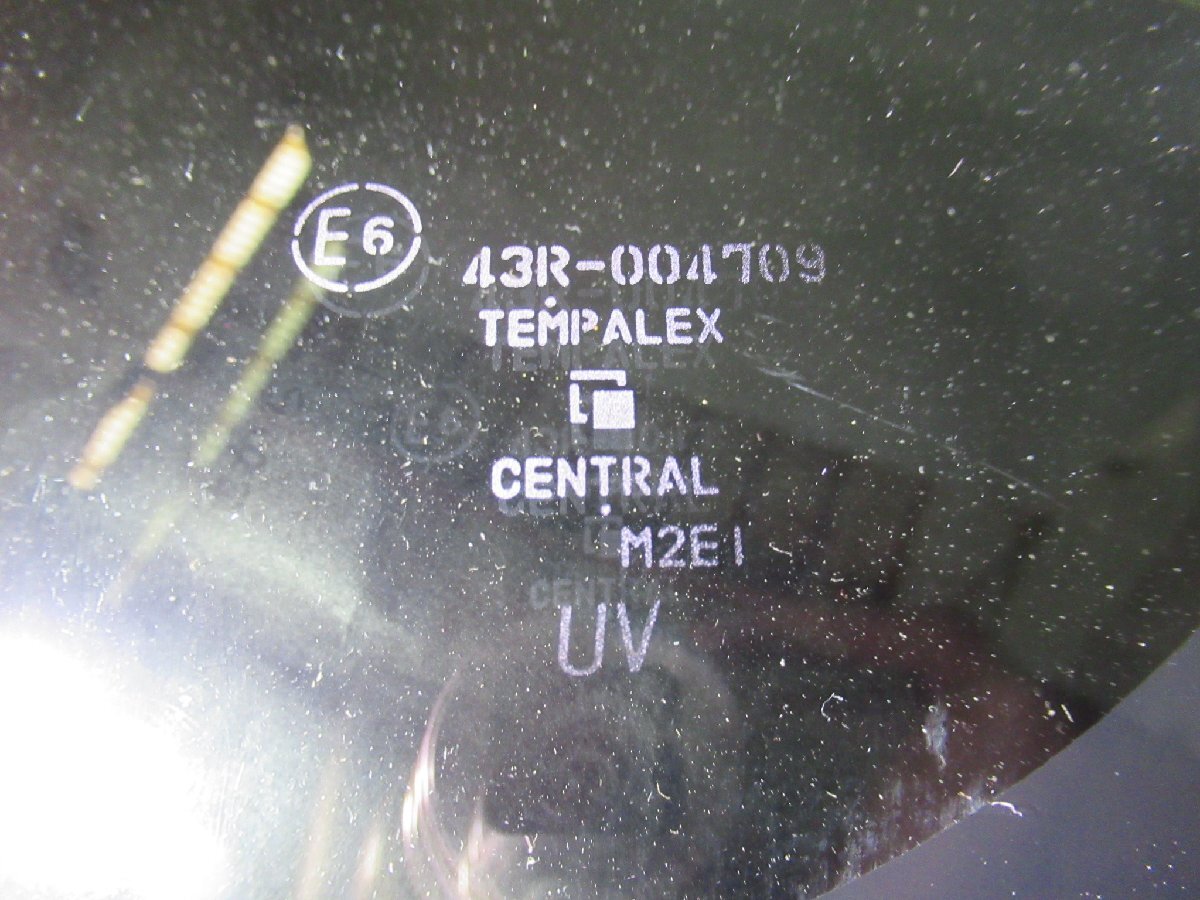 E6 43R-004709
TEMPALEX
CENTRAL
M2E1
UV